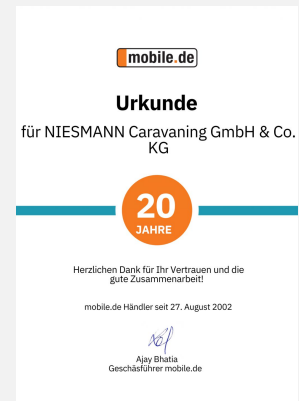 mobile.de
Urkunde
für NIESMANN Caravaning GmbH & Co.
KG
20
JAHRE
Herzlichen Dank für Ihr Vertrauen und die
gute Zusammenarbeit!
mobile.de Händler seit 27. August 2002
Ajay Bhatia
Geschäsführer mobile.de